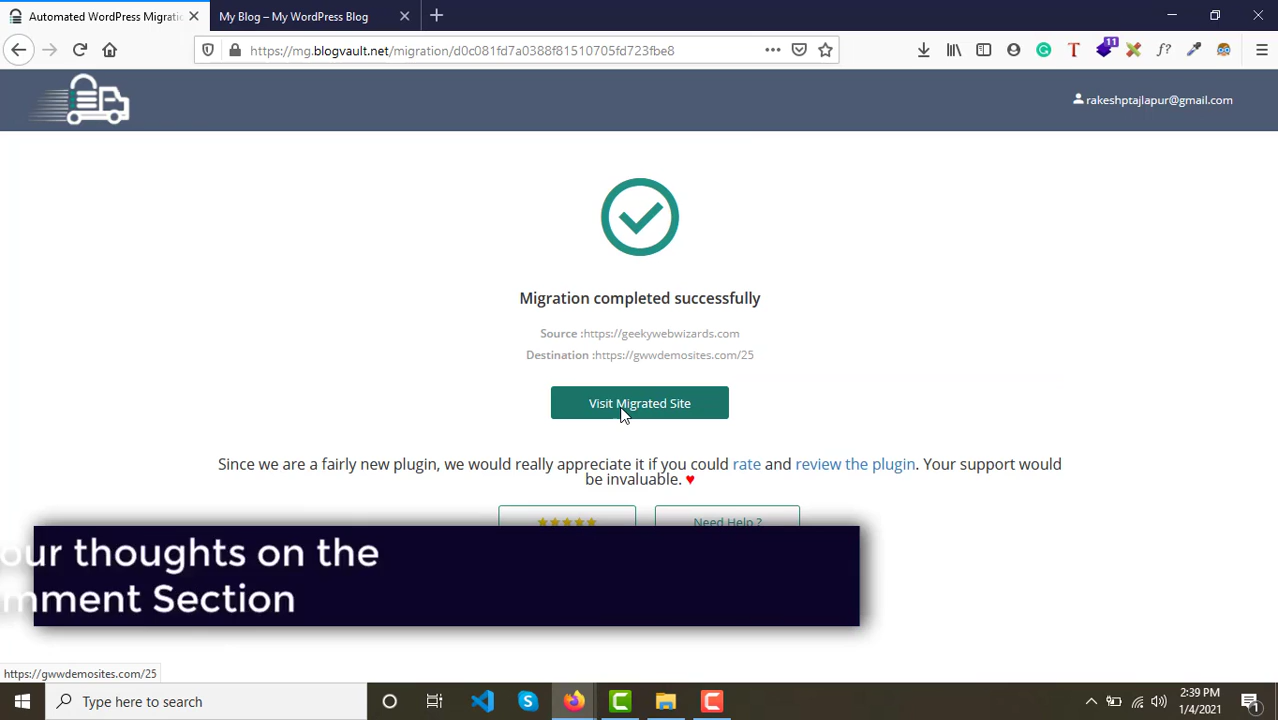 Automated WordPress Migratio
My Blog – My WordPress Blog
https://mg.blogvault.net/migration/d0c081fd7a0388f81510705fd723fbe8
11
rakeshptajlapur@gmail.com
Migration completed successfully
Source :https://geekywebwizards.com
Destination :https://gwwdemosites.com/25
Visit Migrated Site
Since we are a fairly new plugin, we would really appreciate it if you could rate and review the plugin. Your support would
be invaluable. ♥
Need Help ?
our thoughts on the
mment Section
https://gwwdemosites.com/25
Type here to search
2:39 PM
1/4/2021
1